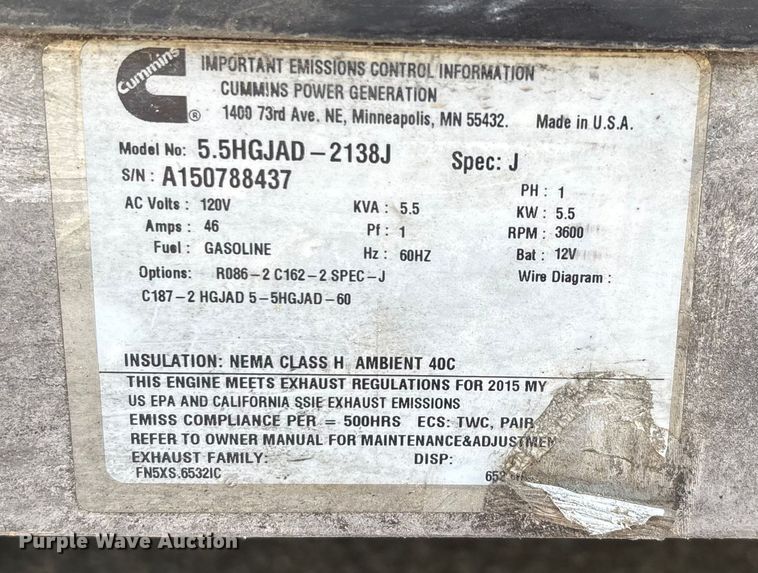 Cummins
®
IMPORTANT EMISSIONS CONTROL INFORMATION
CUMMINS POWER GENERATION
1400 73rd Ave. NE, Minneapolis, MN 55432. Made in U.S.A.
Model No: 5.5HGJAD-2138J Spec: J
S/N: A150788437 PH : 1
AC Volts : 120V KVA : 5.5 KW : 5.5
Amps : 46 Pf : 1 RPM : 3600
Fuel : GASOLINE Hz : 60HZ Bat : 12V
Options: R086-2 C162-2 SPEC-J Wire Diagram :
C187-2 HGJAD 5-5HGJAD-60
INSULATION: NEMA CLASS H AMBIENT 40C
THIS ENGINE MEETS EXHAUST REGULATIONS FOR 2015 MY
US EPA AND CALIFORNIA SSIE EXHAUST EMISSIONS
EMISS COMPLIANCE PER = 500HRS ECS: TWC, PAIR
REFER TO OWNER MANUAL FOR MAINTENANCE&ADJUSTMEN
EXHAUST FAMILY: DISP:
FN5XS.6532IC
Purple Wave Auction